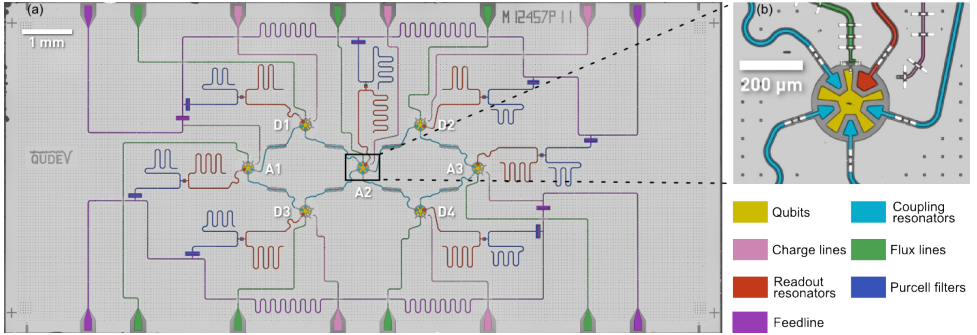 (a)
M12457P11
(b)
1 mm
200 µm
D1
D2
QUDEV
A1
A2
A3
D3
D4
Qubits
Coupling
resonators
Charge lines
Flux lines
Readout
resonators
Purcell filters
Feedline